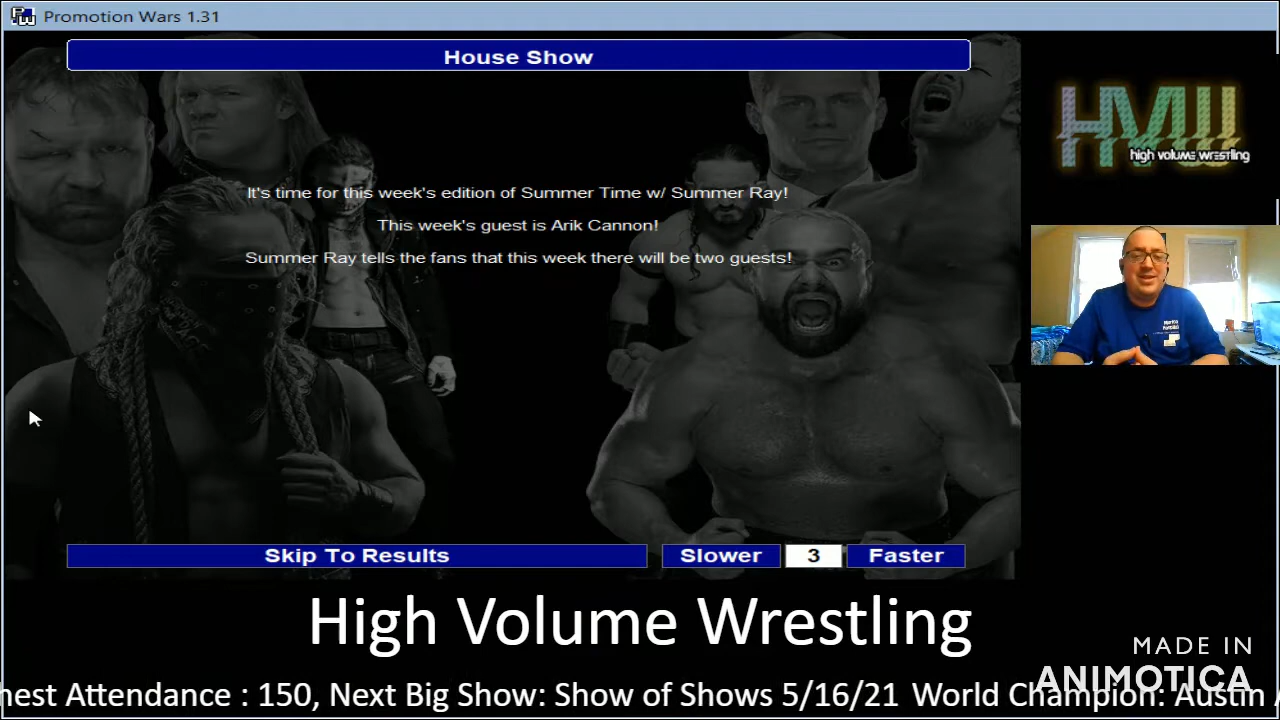 Promotion Wars 1.31
House Show
HVW
high volume wrestling
It's time for this week's edition of Summer Time w/ Summer Ray!
This week's guest is Arik Cannon!
Summer Ray tells the fans that this week there will be two guests!
Skip To Results
Slower
3
Faster
High Volume Wrestling
MADE IN
ANIMOTICA
hest Attendance : 150, Next Big Show: Show of Shows 5/16/21 World Champion: Austin